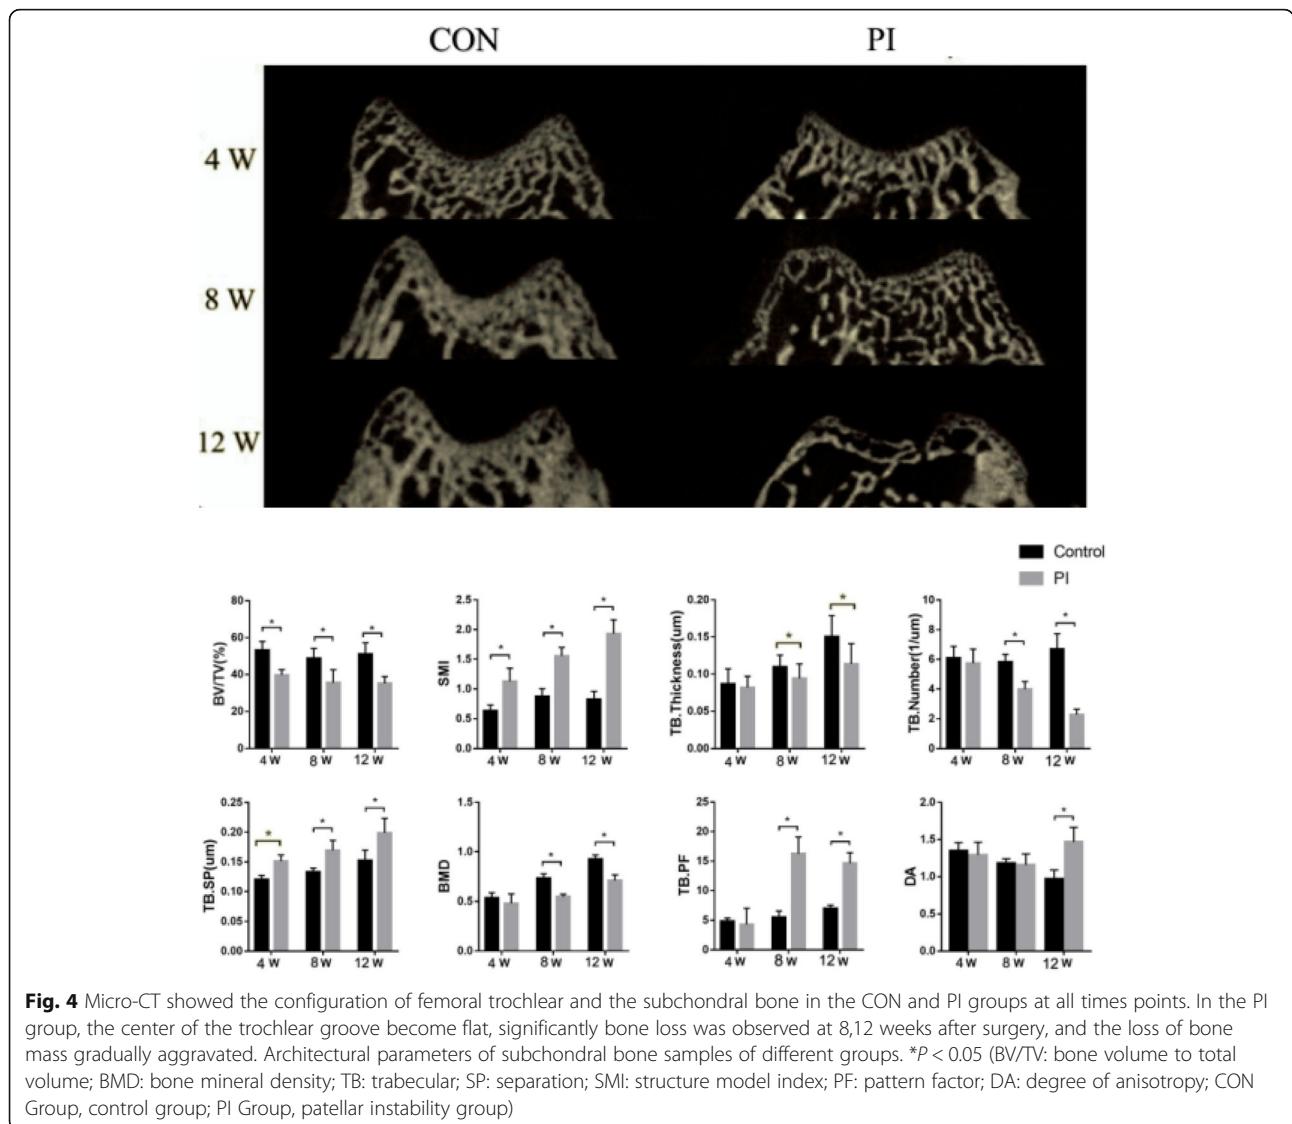 CON PI
4 W
8 W
12 W
Control
PI
80
60
40
20
0
BV/TV(%)
4 W 8 W 12 W
2.5
2.0
1.5
1.0
0.5
0.0
SMI
* * *
4 W 8 W 12 W
0.20
0.15
0.10
0.05
0.00
TB.Thickness(um)
* *
4 W 8 W 12 W
10
8
6
4
2
0
TB.Number(1/um)
* *
4 W 8 W 12 W
0.25
0.20
0.15
0.10
0.05
0.00
TB.SP(um)
* * *
4 W 8 W 12 W
1.5
1.0
0.5
0.0
BMD
* *
4 W 8 W 12 W
25
20
15
10
5
0
TB.PF
* *
4 W 8 W 12 W
2.0
1.5
1.0
0.5
0.0
DA
*
4 W 8 W 12 W
Fig. 4 Micro-CT showed the configuration of femoral trochlear and the subchondral bone in the CON and PI groups at all times points. In the PI
group, the center of the trochlear groove become flat, significantly bone loss was observed at 8,12 weeks after surgery, and the loss of bone
mass gradually aggravated. Architectural parameters of subchondral bone samples of different groups. *P < 0.05 (BV/TV: bone volume to total
volume; BMD: bone mineral density; TB: trabecular; SP: separation; SMI: structure model index; PF: pattern factor; DA: degree of anisotropy; CON
Group, control group; PI Group, patellar instability group)